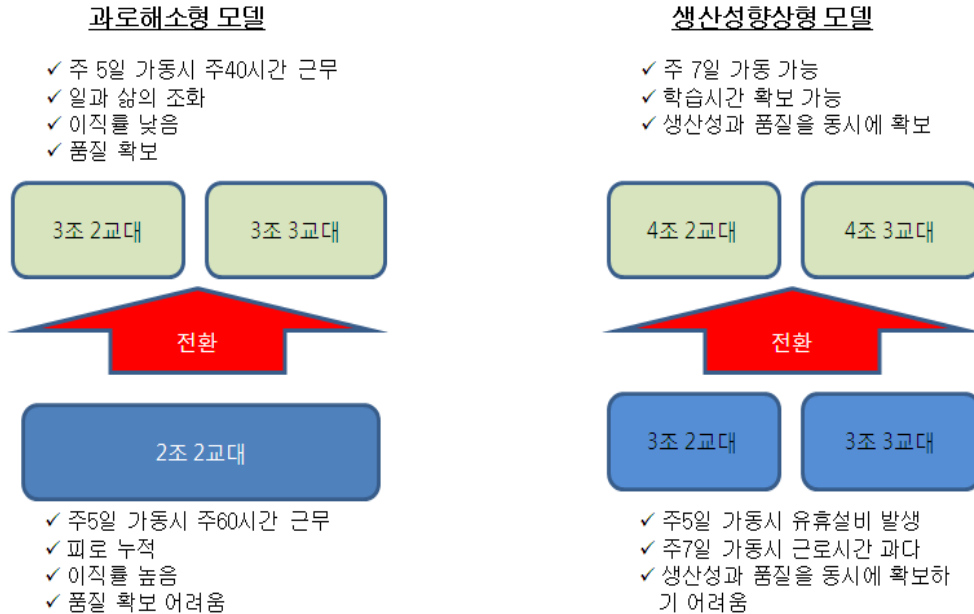 과로해소형 모델
✓ 주 5일 가동시 주40시간 근무
✓ 일과 삶의 조화
✓ 이직률 낮음
✓ 품질 확보
3조 2교대
3조 3교대
전환
2조 2교대
✓ 주5일 가동시 주60시간 근무
✓ 피로 누적
✓ 이직률 높음
✓ 품질 확보 어려움
생산성향상형 모델
✓ 주 7일 가동 가능
✓ 학습시간 확보 가능
✓ 생산성과 품질을 동시에 확보
4조 2교대
4조 3교대
전환
3조 2교대
3조 3교대
✓ 주5일 가동시 유휴설비 발생
✓ 주7일 가동시 근로시간 과다
✓ 생산성과 품질을 동시에 확보하
기 어려움